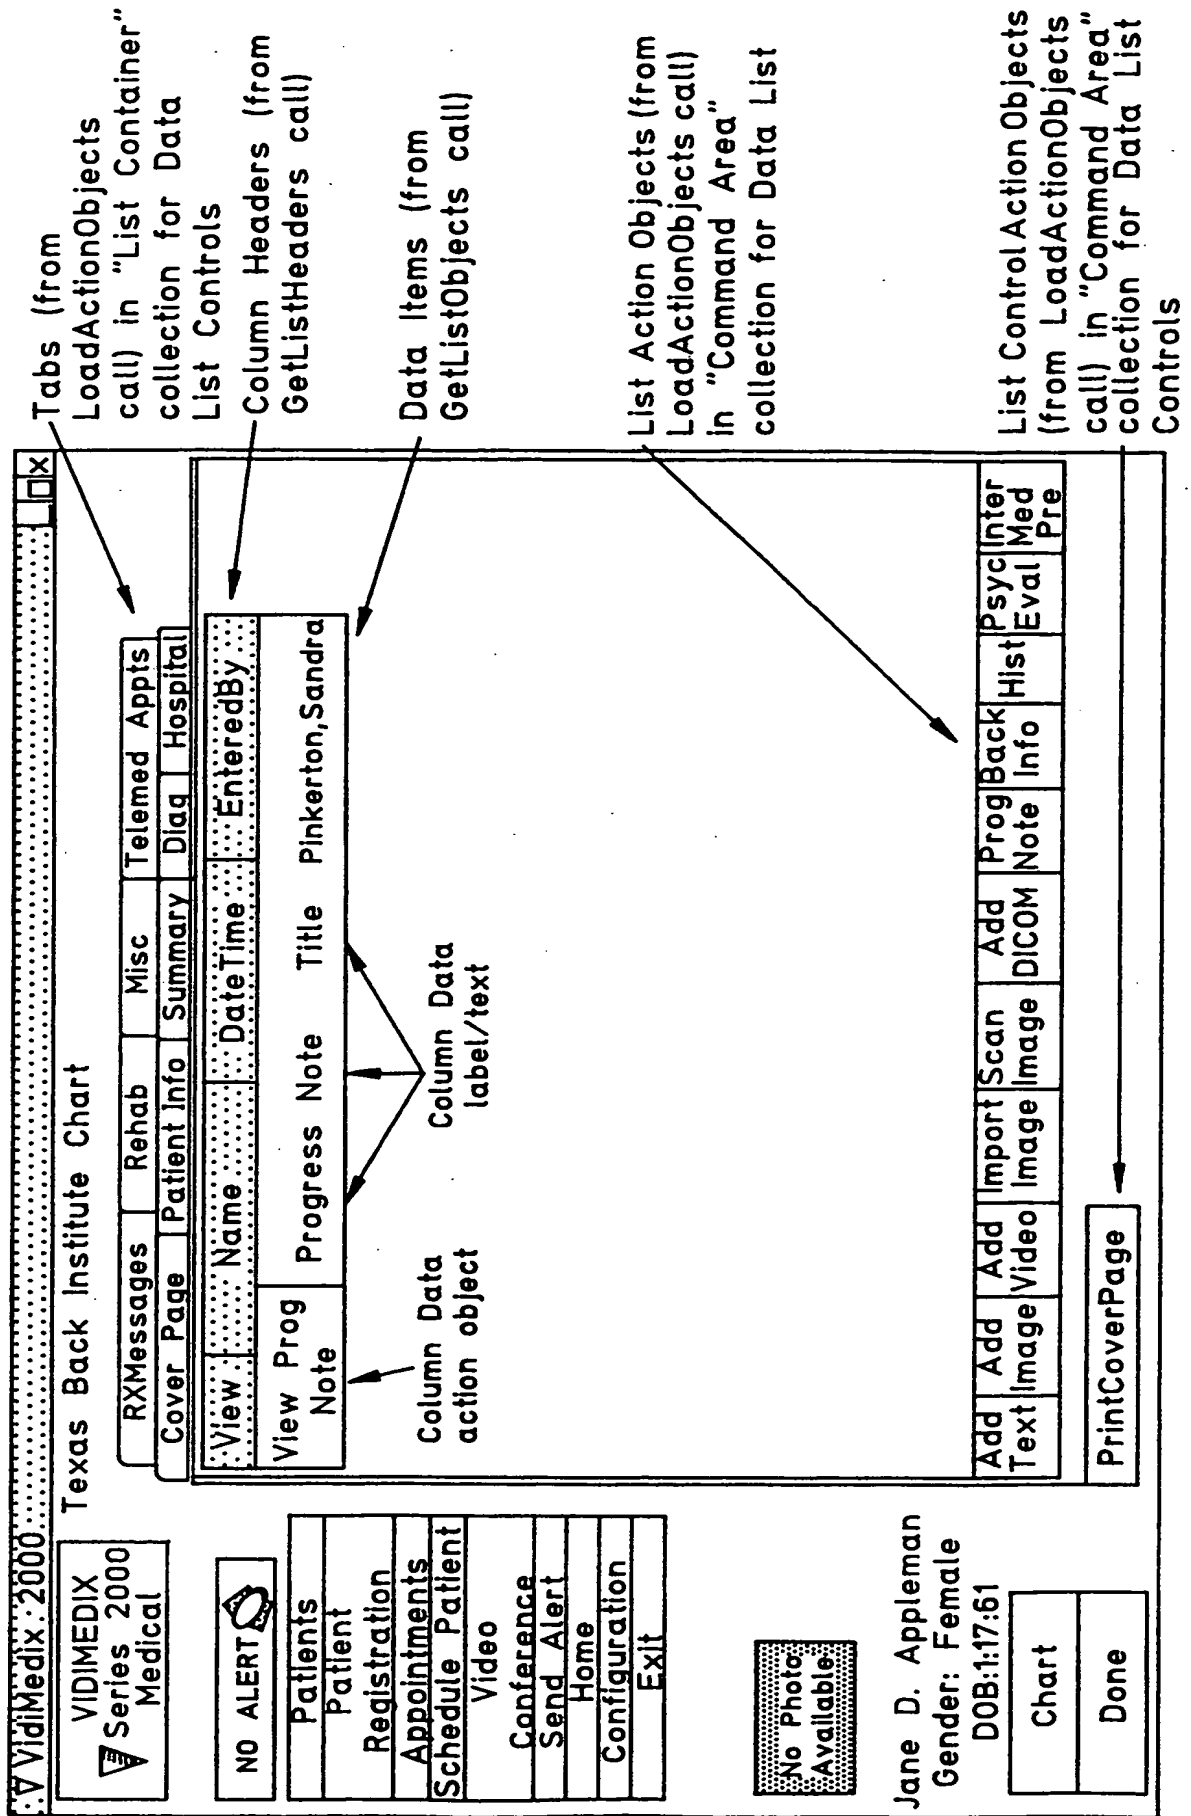 VidiMedix 2000
VIDIMEDIX
Series 2000
Medical
Texas Back Institute Chart
NO ALERT
Patients
Patient
Registration
Appointments
Schedule Patient
Video
Conference
Send Alert
Home
Configuration
Exit
No Photo
Available
Jane D. Appleman
Gender: Female
DOB:1:17:61
Chart
Done
RXMessages Rehab Misc Telemed Appts
Cover Page Patient Info Summary Diag Hospital
View Name DateTime EnteredBy
View Prog
Note
Progress Note Title Pinkerton,Sandra
Column Data
action object
Column Data
label/text
Add
Text
Add
Image
Add
Video
Import
Image
Scan
Image
Add
DICOM
Prog
Note
Back
Info
Hist
Psyc
Eval
Inter
Med
Pre
PrintCoverPage
Tabs (from
LoadActionObjects
call) in "List Container"
collection for Data
List Controls
Column Headers (from
GetListHeaders call)
Data Items (from
GetListObjects call)
List Action Objects (from
LoadActionObjects call)
in "Command Area"
collection for Data List
List Control Action Objects
(from LoadActionObjects
call) in "Command Area"
collection for Data List
Controls